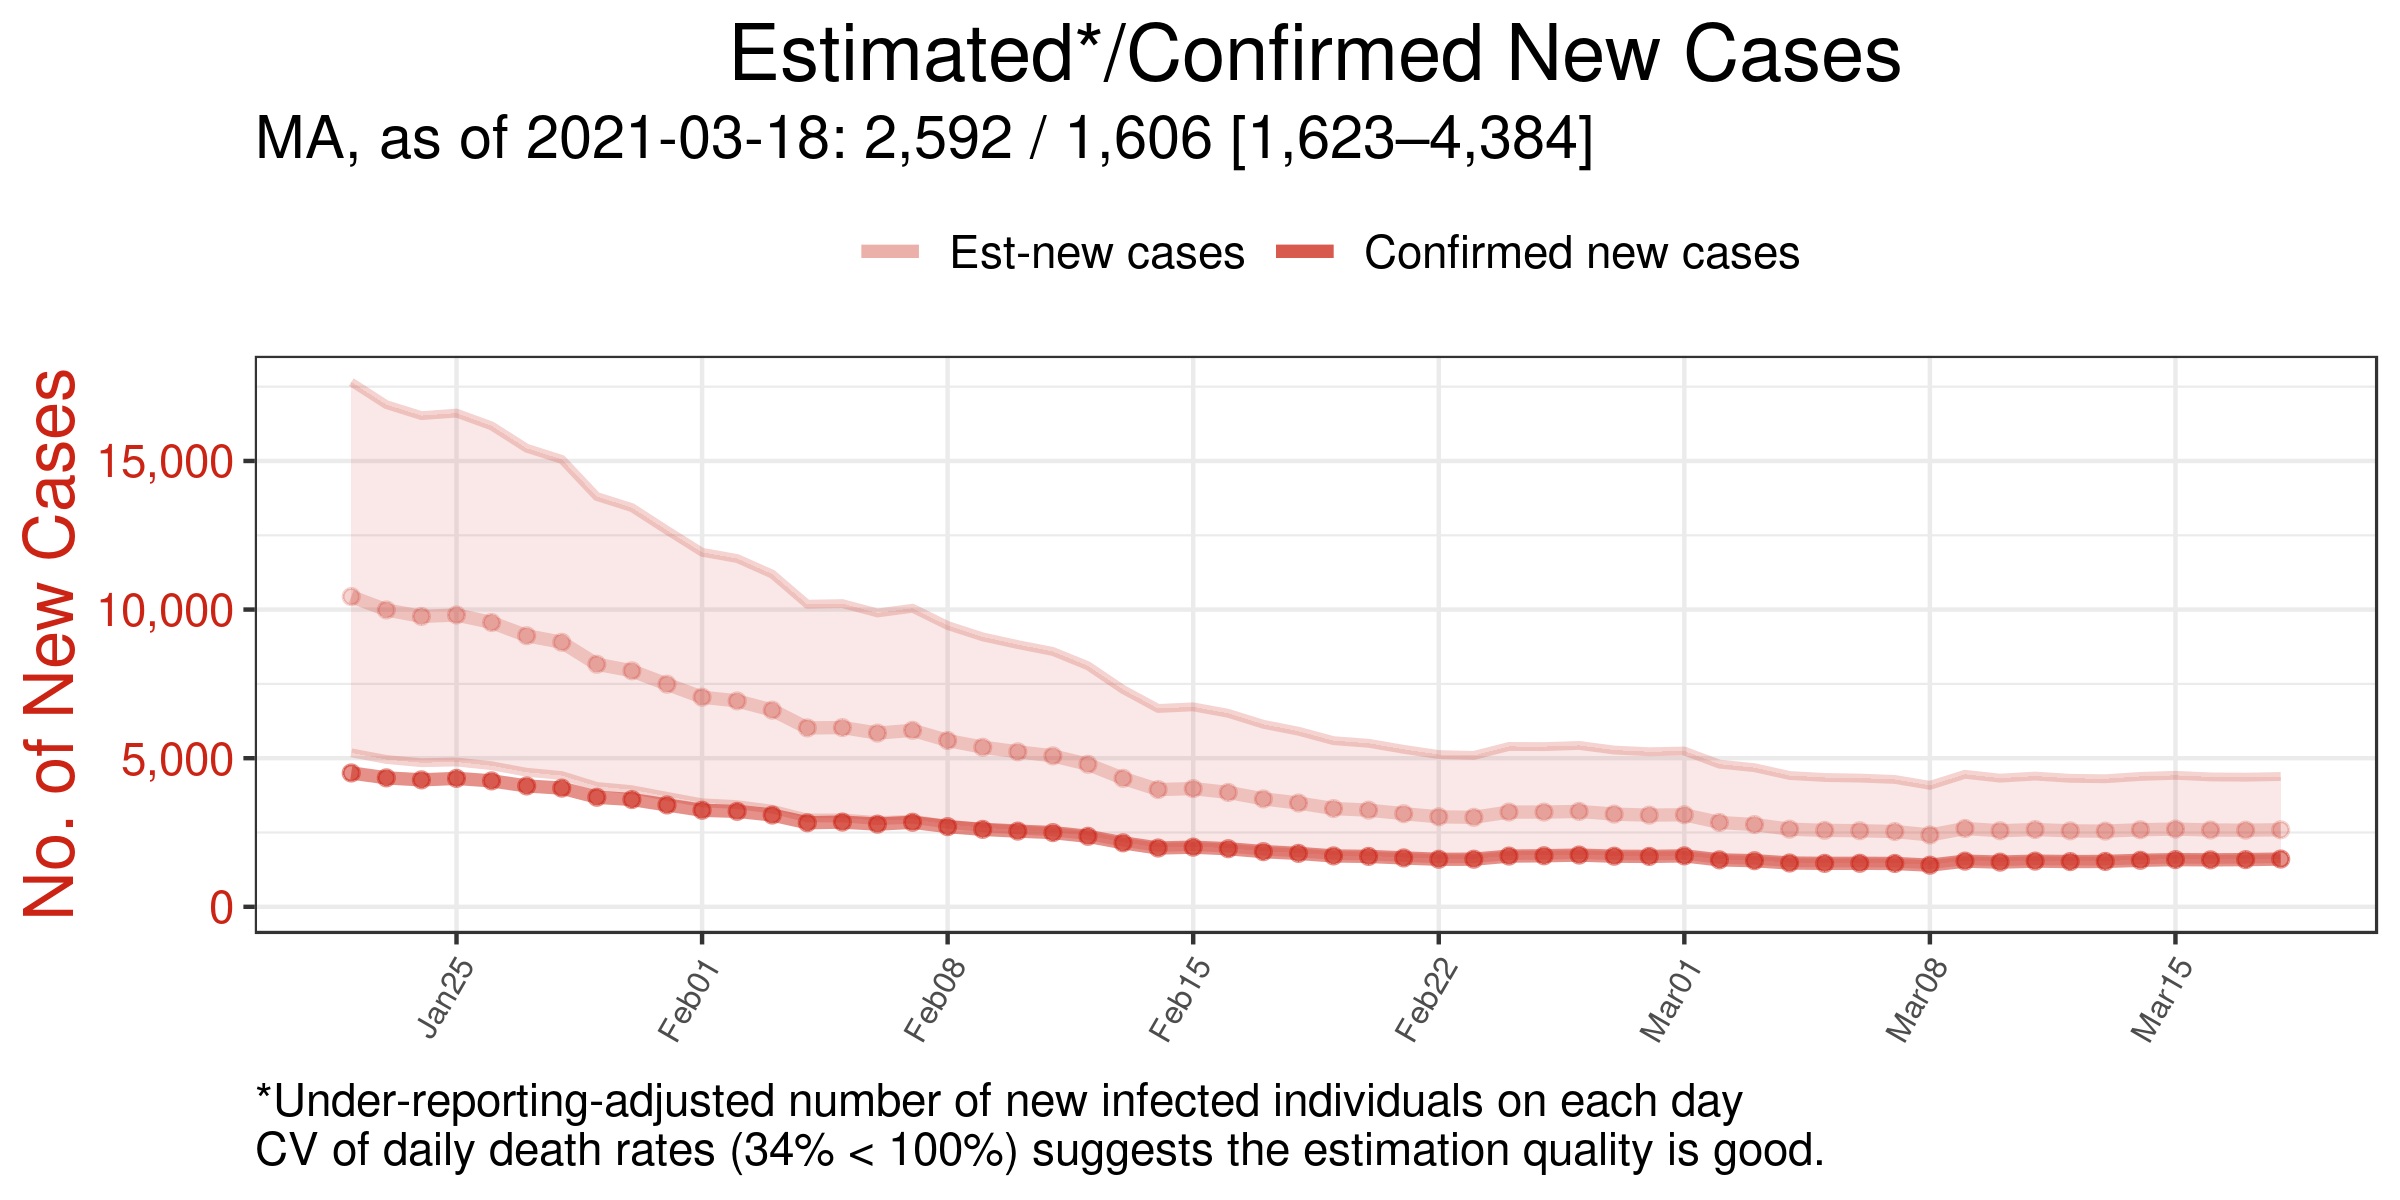 Estimated*/Confirmed New Cases
MA, as of 2021-03-18: 2,592 / 1,606 [1,623–4,384]
Est-new cases
Confirmed new cases
No. of New Cases
15,000
10,000
5,000
0
Jan25
Feb01
Feb08
Feb15
Feb22
Mar01
Mar08
Mar15
*Under-reporting-adjusted number of new infected individuals on each day
CV of daily death rates (34% < 100%) suggests the estimation quality is good.